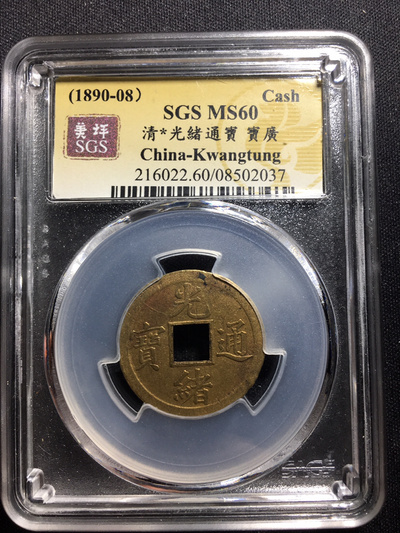 (1890-08) Cash
美坪
SGS
SGS MS60
清*光緒通寶 寶廣
China-Kwangtung
216022.60/08502037
光
寶 通
緒